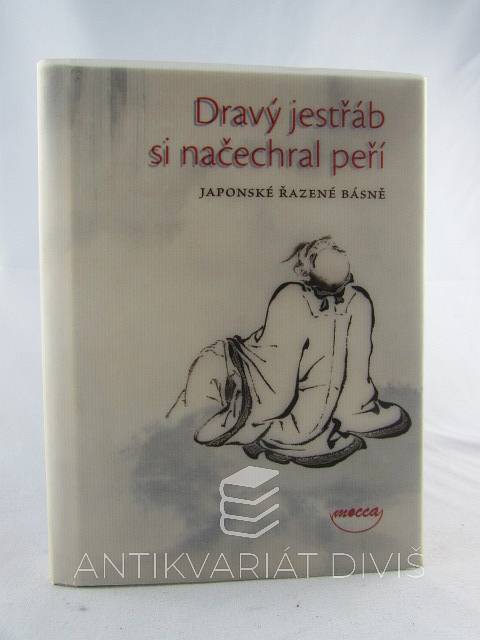 Dravý jestřáb
si načechral peří
JAPONSKÉ ŘAZENÉ BÁSNĚ
mocca
ANTIKVARIÁT DIVIŠ